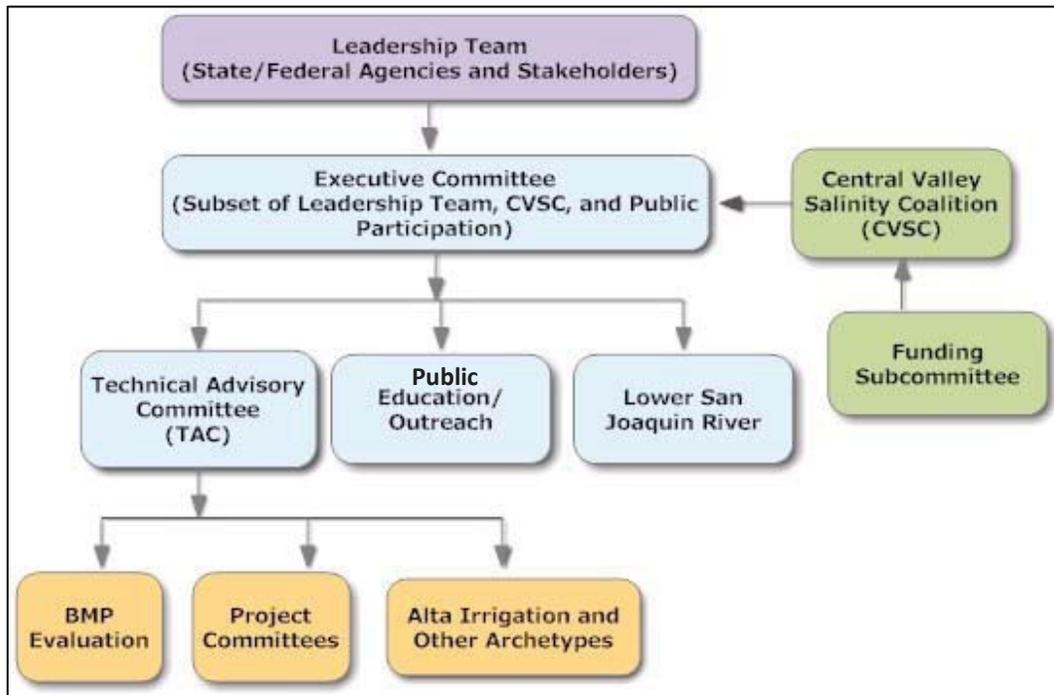 Leadership Team
(State/Federal Agencies and Stakeholders)
Executive Committee
(Subset of Leadership Team, CVSC, and Public
Participation)
Central Valley
Salinity Coalition
(CVSC)
Funding
Subcommittee
Technical Advisory
Committee
(TAC)
Public
Education/
Outreach
Lower San
Joaquin River
BMP
Evaluation
Project
Committees
Alta Irrigation and
Other Archetypes